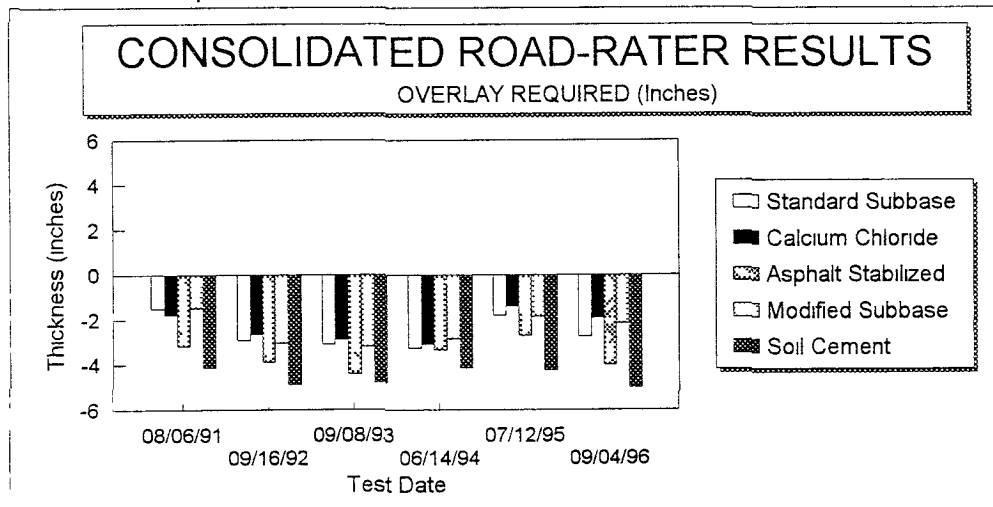 CONSOLIDATED ROAD-RATER RESULTS
OVERLAY REQUIRED (Inches)
Thickness (inches)
6
4
2
0
-2
-4
-6
08/06/91
09/16/92
09/08/93
06/14/94
07/12/95
09/04/96
Test Date
Standard Subbase
Calcium Chloride
Asphalt Stabilized
Modified Subbase
Soil Cement